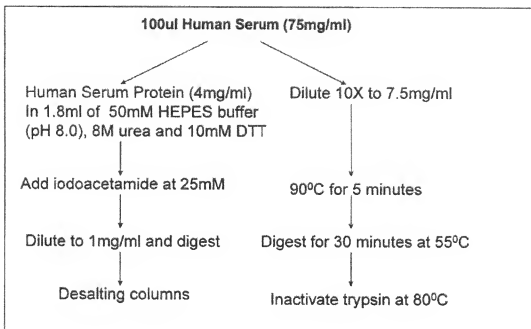 100ul Human Serum (75mg/ml)
Human Serum Protein (4mg/ml)
In 1.8ml of 50mM HEPES buffer
(pH 8.0), 8M urea and 10mM DTT
Add iodoacetamide at 25mM
Dilute to 1mg/ml and digest
Desalting columns
Dilute 10X to 7.5mg/ml
90⁰C for 5 minutes
Digest for 30 minutes at 55⁰C
Inactivate trypsin at 80⁰C